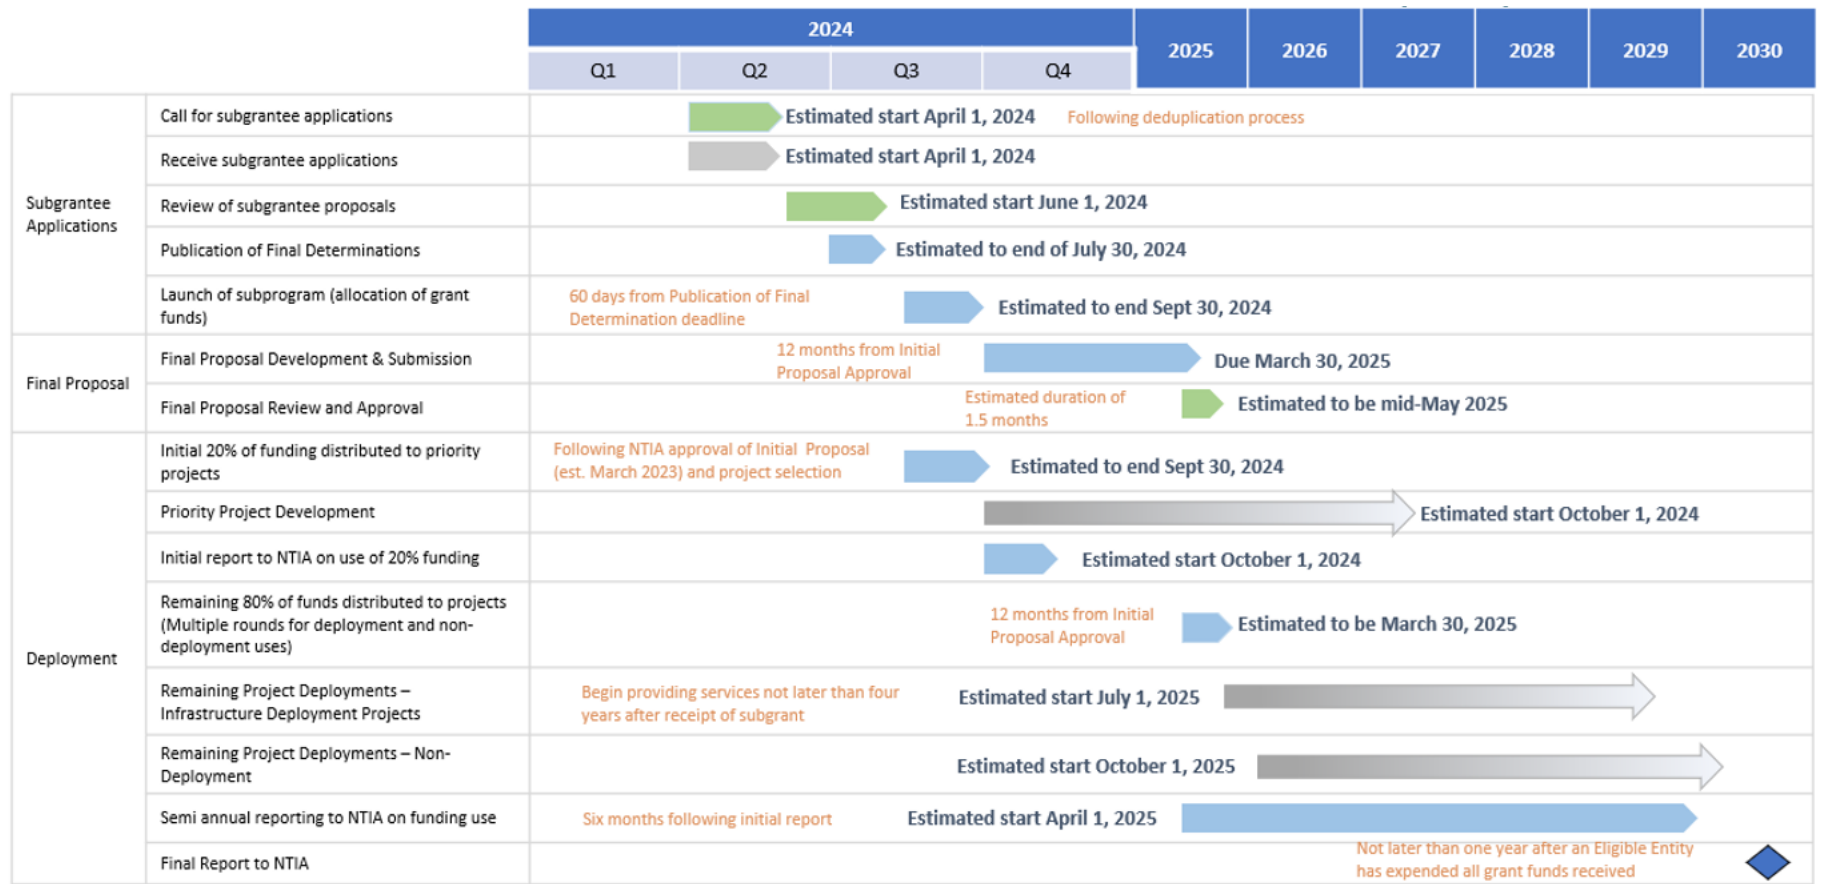 2024
2025
2026
2027
2028
2029
2030
Q1
Q2
Q3
Q4
Subgrantee
Applications
Call for subgrantee applications
Estimated start April 1, 2024
Following deduplication process
Receive subgrantee applications
Estimated start April 1, 2024
Review of subgrantee proposals
Estimated start June 1, 2024
Publication of Final Determinations
Estimated to end of July 30, 2024
Launch of subprogram (allocation of grant
funds)
60 days from Publication of Final
Determination deadline
Estimated to end Sept 30, 2024
Final Proposal
Final Proposal Development & Submission
12 months from Initial
Proposal Approval
Due March 30, 2025
Final Proposal Review and Approval
Estimated duration of
1.5 months
Estimated to be mid-May 2025
Deployment
Initial 20% of funding distributed to priority
projects
Following NTIA approval of Initial Proposal
(est. March 2023) and project selection
Estimated to end Sept 30, 2024
Priority Project Development
Estimated start October 1, 2024
Initial report to NTIA on use of 20% funding
Estimated start October 1, 2024
Remaining 80% of funds distributed to projects
(Multiple rounds for deployment and non-
deployment uses)
12 months from Initial
Proposal Approval
Estimated to be March 30, 2025
Remaining Project Deployments –
Infrastructure Deployment Projects
Begin providing services not later than four
years after receipt of subgrant
Estimated start July 1, 2025
Remaining Project Deployments – Non-
Deployment
Estimated start October 1, 2025
Semi annual reporting to NTIA on funding use
Six months following initial report
Estimated start April 1, 2025
Final Report to NTIA
Not later than one year after an Eligible Entity
has expended all grant funds received